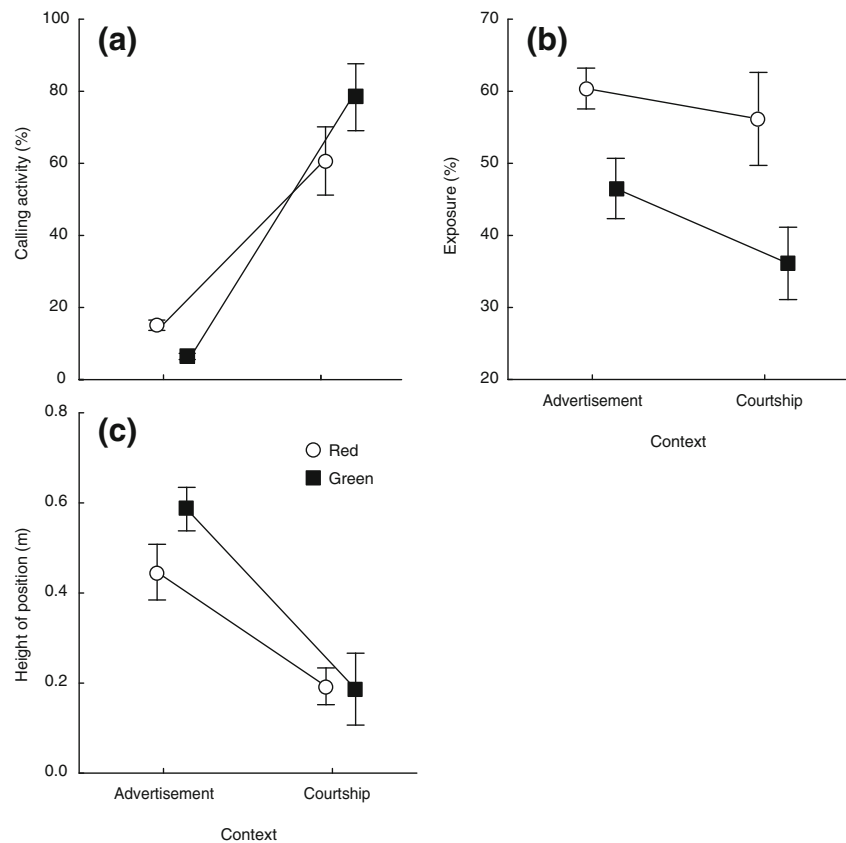 (a)
100
80
60
40
20
0
Calling activity (%)
(b)
70
60
50
40
30
20
Exposure (%)
Advertisement
Courtship
Context
(c)
Red
Green
0.8
0.6
0.4
0.2
0.0
Height of position (m)
Advertisement
Courtship
Context